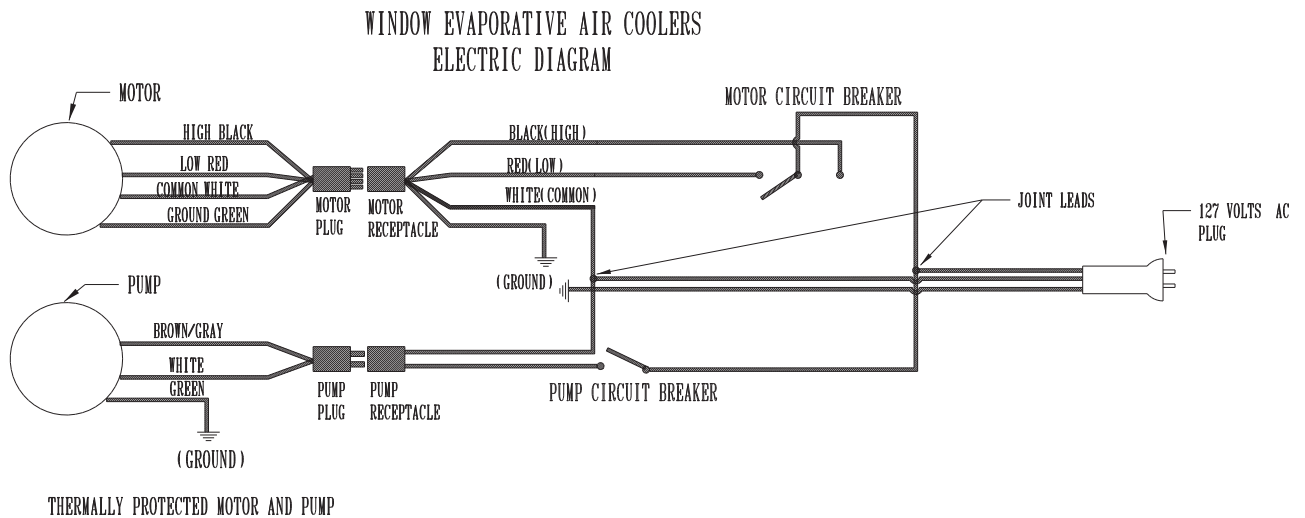 WINDOW EVAPORATIVE AIR COOLERS
ELECTRIC DIAGRAM
MOTOR
MOTOR CIRCUIT BREAKER
HIGH BLACK
BLACK(HIGH)
LOW RED
RED(LOW)
COMMON WHITE
WHITE(COMMON)
GROUND GREEN
MOTOR
PLUG
MOTOR
RECEPTACLE
JOINT LEADS
127 VOLTS AC
PLUG
(GROUND)
PUMP
BROWN/GRAY
WHITE
GREEN
PUMP
PLUG
PUMP
RECEPTACLE
PUMP CIRCUIT BREAKER
(GROUND)
THERMALLY PROTECTED MOTOR AND PUMP